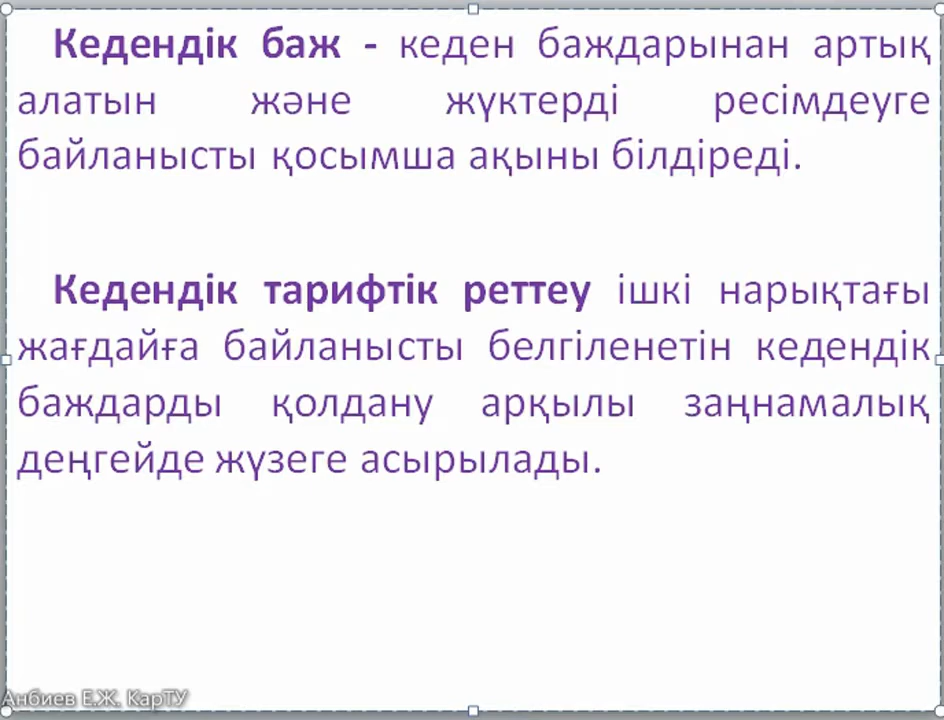 Кедендік баж - кеден баждарынан артық
алатын және жүктерді ресімдеуге
байланысты қосымша ақыны білдіреді.
Кедендік тарифтік реттеу ішкі нарықтағы
жағдайға байланысты белгіленетін кедендік
баждарды қолдану арқылы заңнамалық
деңгейде жүзеге асырылады.
Анбиев Е.Ж. КарТУ